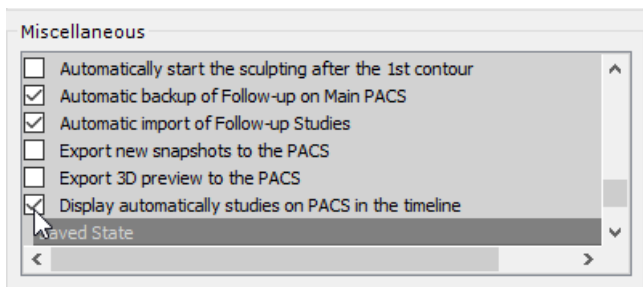 Miscellaneous
Automatically start the sculpting after the 1st contour
Automatic backup of Follow-up on Main PACS
Automatic import of Follow-up Studies
Export new snapshots to the PACS
Export 3D preview to the PACS
Display automatically studies on PACS in the timeline
Saved State